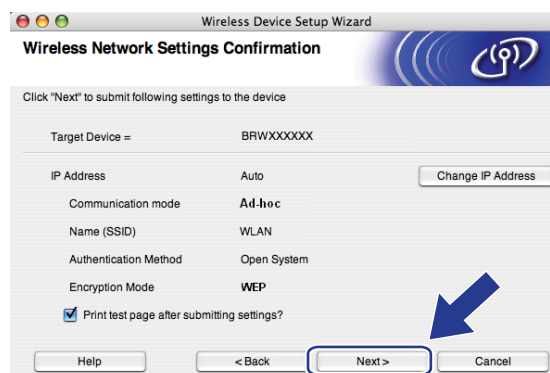 Wireless Device Setup Wizard
Wireless Network Settings Confirmation
Click "Next" to submit following settings to the device
Target Device = BRWXXXXXX
IP Address Auto Change IP Address
Communication mode Ad-hoc
Name (SSID) WLAN
Authentication Method Open System
Encryption Mode WEP
Print test page after submitting settings?
Help < Back Next > Cancel